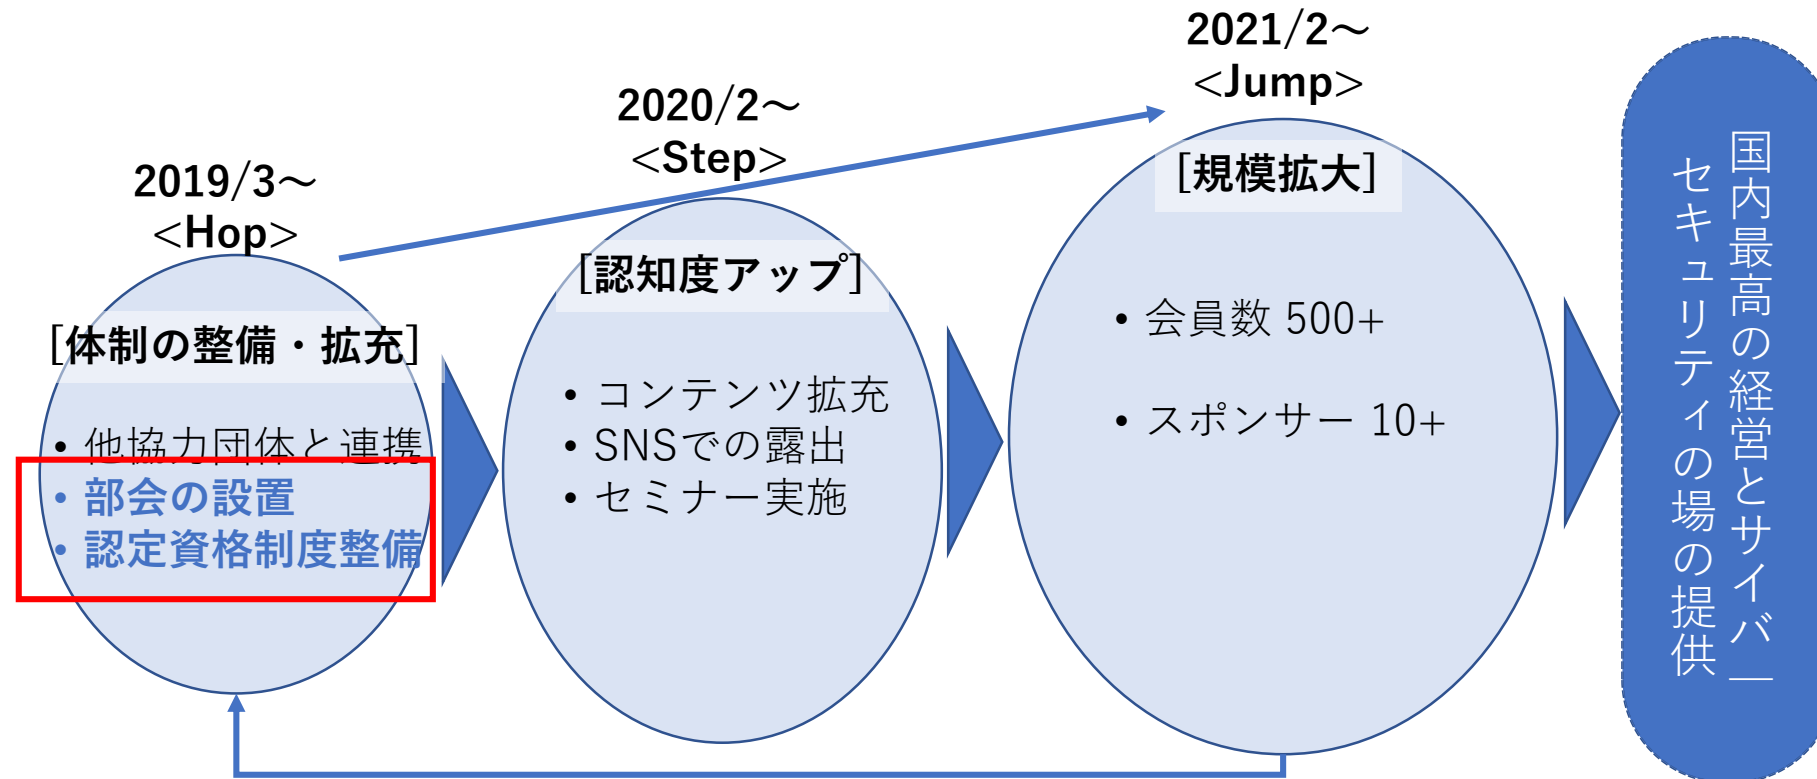 2019/3～
<Hop>
[体制の整備・拡充]
• 他協力団体と連携
• 部会の設置
• 認定資格制度整備
2020/2～
<Step>
[認知度アップ]
• コンテンツ拡充
• SNSでの露出
• セミナー実施
2021/2～
<Jump>
[規模拡大]
• 会員数 500+
• スポンサー 10+
国内最高の経営とサイバー
セキュリティの場の提供